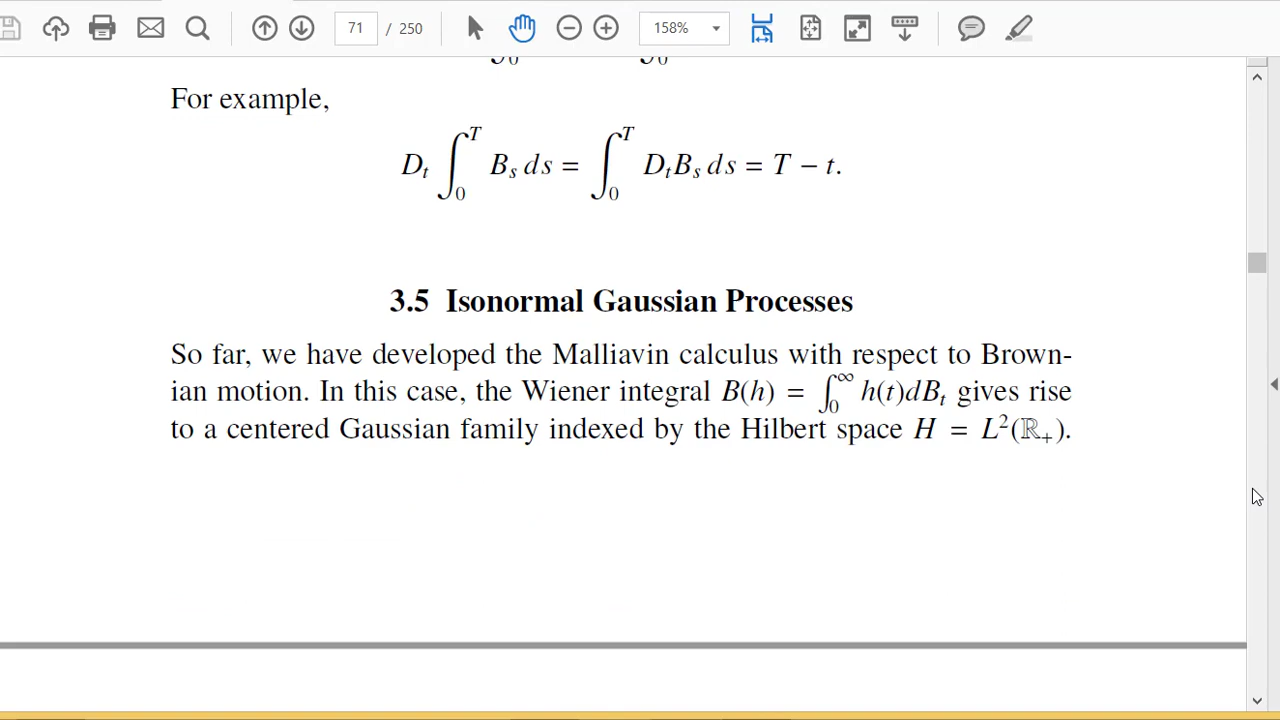 71 / 250 158%
For example,
D_t ∫_0^T B_s ds = ∫_0^T D_t B_s ds = T − t.
3.5 Isonormal Gaussian Processes
So far, we have developed the Malliavin calculus with respect to Brown-
ian motion. In this case, the Wiener integral B(h) = ∫_0^∞ h(t)dB_t gives rise
to a centered Gaussian family indexed by the Hilbert space H = L²(ℝ₊).